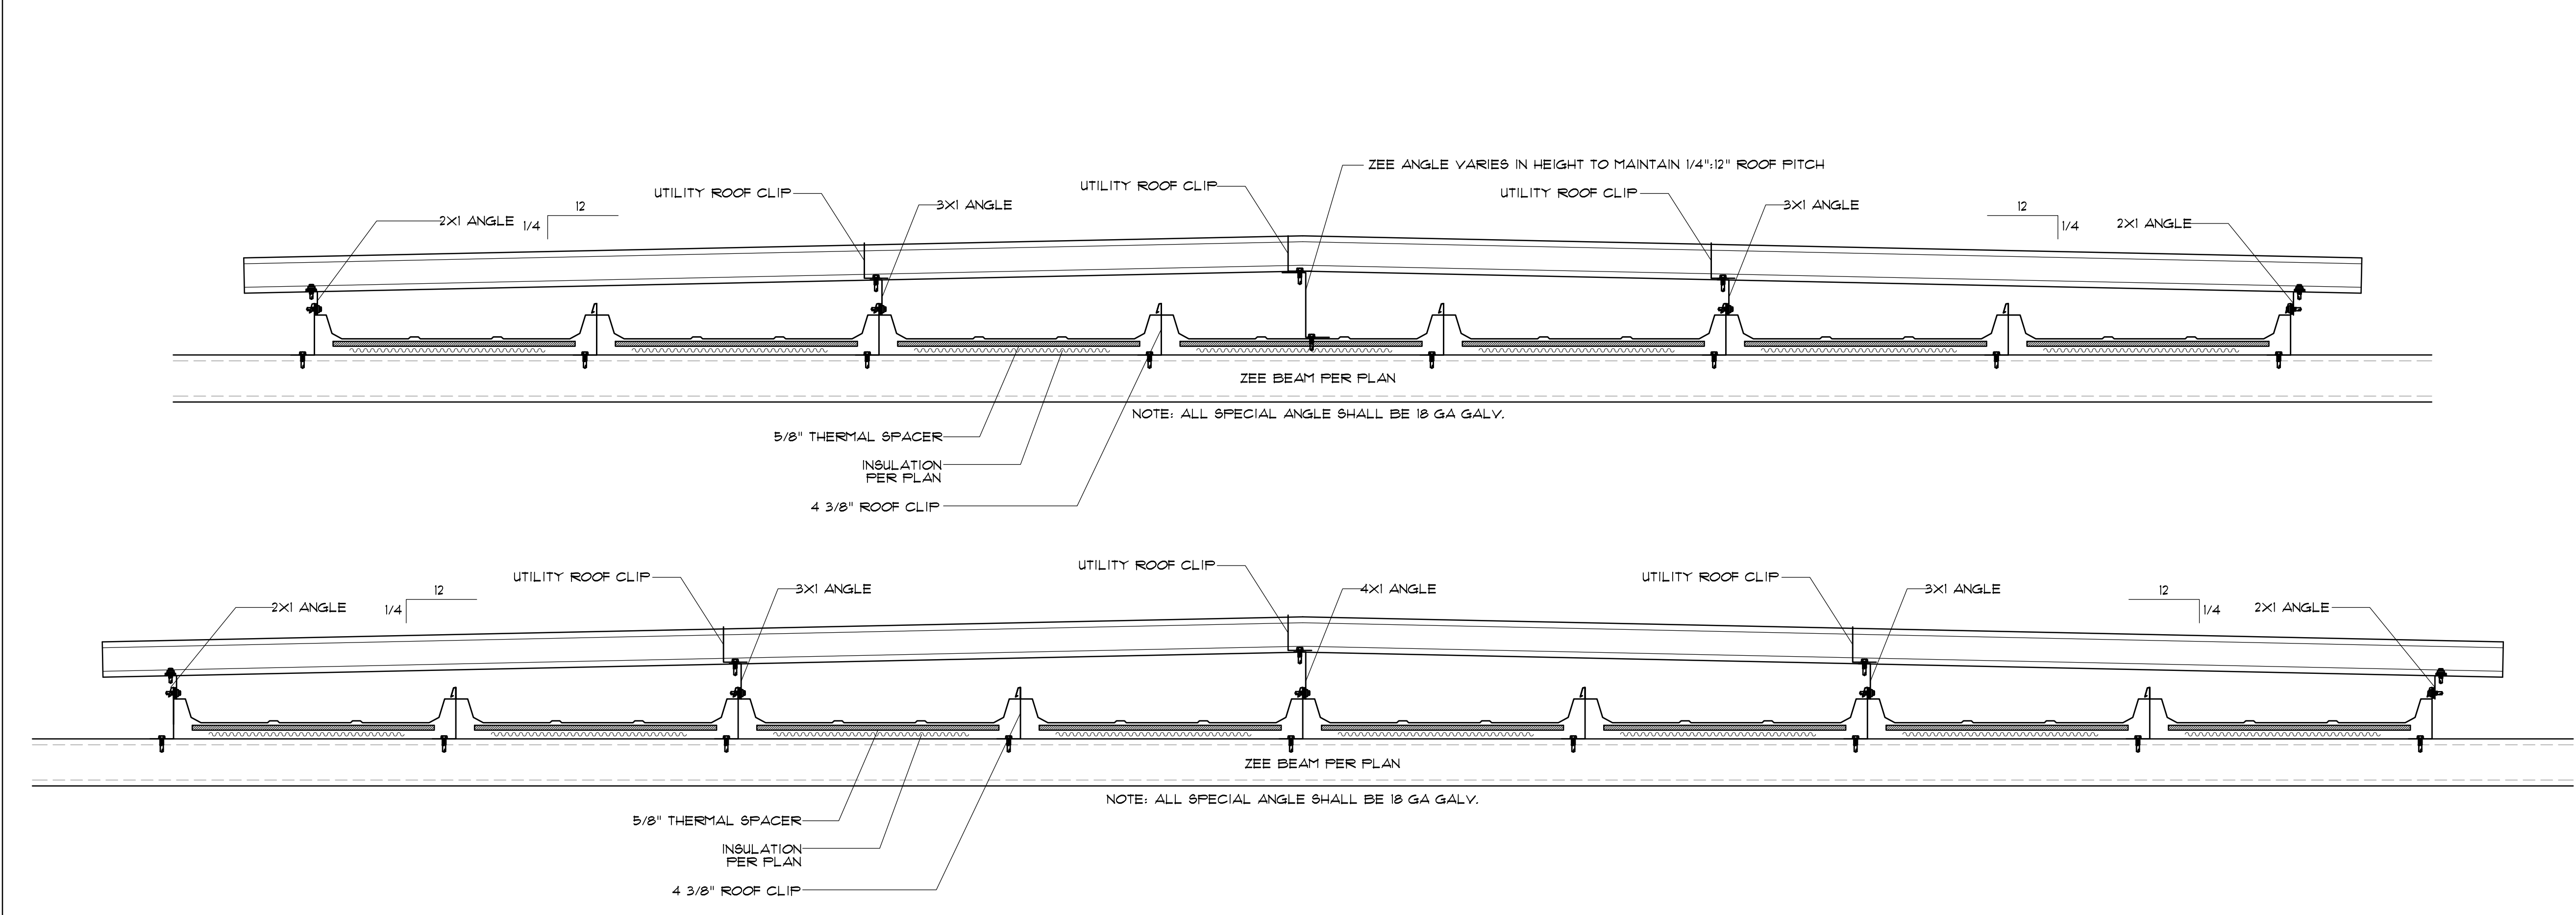 ZEE ANGLE VARIES IN HEIGHT TO MAINTAIN 1/4":12" ROOF PITCH
UTILITY ROOF CLIP
UTILITY ROOF CLIP
UTILITY ROOF CLIP
2X1 ANGLE
12
1/4
3X1 ANGLE
3X1 ANGLE
12
1/4
2X1 ANGLE
ZEE BEAM PER PLAN
NOTE: ALL SPECIAL ANGLE SHALL BE 18 GA GALV.
5/8" THERMAL SPACER
INSULATION
PER PLAN
4 3/8" ROOF CLIP
UTILITY ROOF CLIP
UTILITY ROOF CLIP
UTILITY ROOF CLIP
2X1 ANGLE
12
1/4
3X1 ANGLE
4X1 ANGLE
3X1 ANGLE
12
1/4
2X1 ANGLE
ZEE BEAM PER PLAN
NOTE: ALL SPECIAL ANGLE SHALL BE 18 GA GALV.
5/8" THERMAL SPACER
INSULATION
PER PLAN
4 3/8" ROOF CLIP